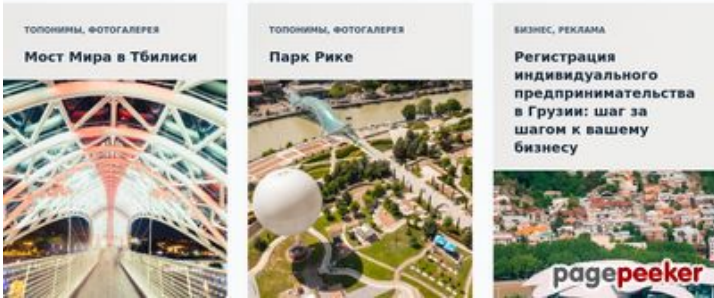 ТОПОНИМЫ, ФОТОГАЛЕРЕЯ
Мост Мира в Тбилиси
ТОПОНИМЫ, ФОТОГАЛЕРЕЯ
Парк Рике
БИЗНЕС, РЕКЛАМА
Регистрация
индивидуального
предпринимательства
в Грузии: шаг за
шагом к вашему
бизнесу
pagepeeker